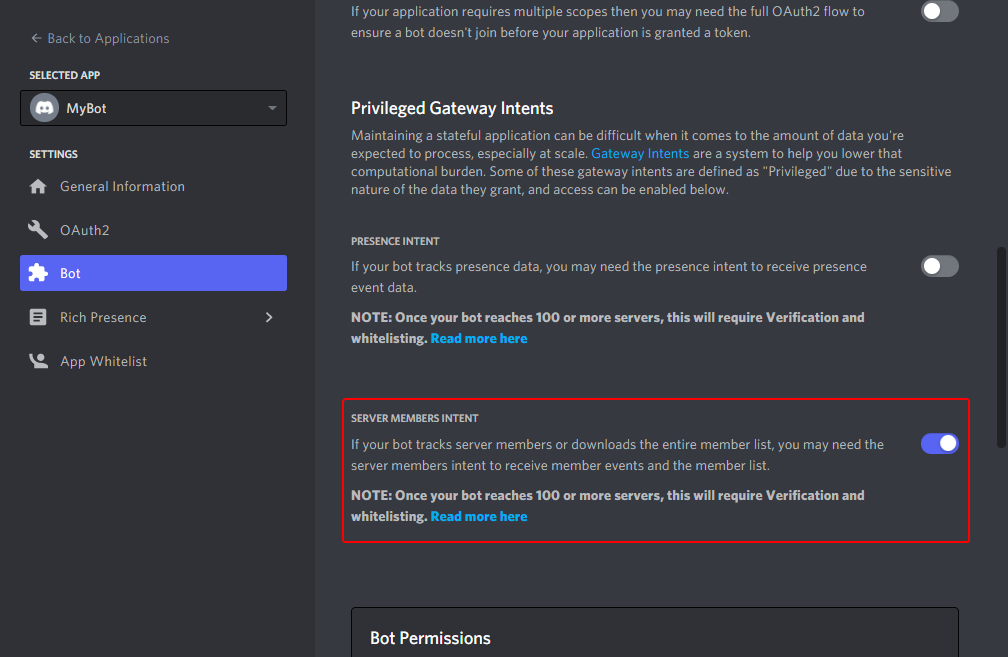 Back to Applications
SELECTED APP
MyBot
SETTINGS
General Information
OAuth2
Bot
Rich Presence
App Whitelist
If your application requires multiple scopes then you may need the full OAuth2 flow to
ensure a bot doesn't join before your application is granted a token.
Privileged Gateway Intents
Maintaining a stateful application can be difficult when it comes to the amount of data you're
expected to process, especially at scale. Gateway Intents are a system to help you lower that
computational burden. Some of these gateway intents are defined as "Privileged" due to the sensitive
nature of the data they grant, and access can be enabled below.
PRESENCE INTENT
If your bot tracks presence data, you may need the presence intent to receive presence
event data.
NOTE: Once your bot reaches 100 or more servers, this will require Verification and
whitelisting. Read more here
SERVER MEMBERS INTENT
If your bot tracks server members or downloads the entire member list, you may need the
server members intent to receive member events and the member list.
NOTE: Once your bot reaches 100 or more servers, this will require Verification and
whitelisting. Read more here
Bot Permissions